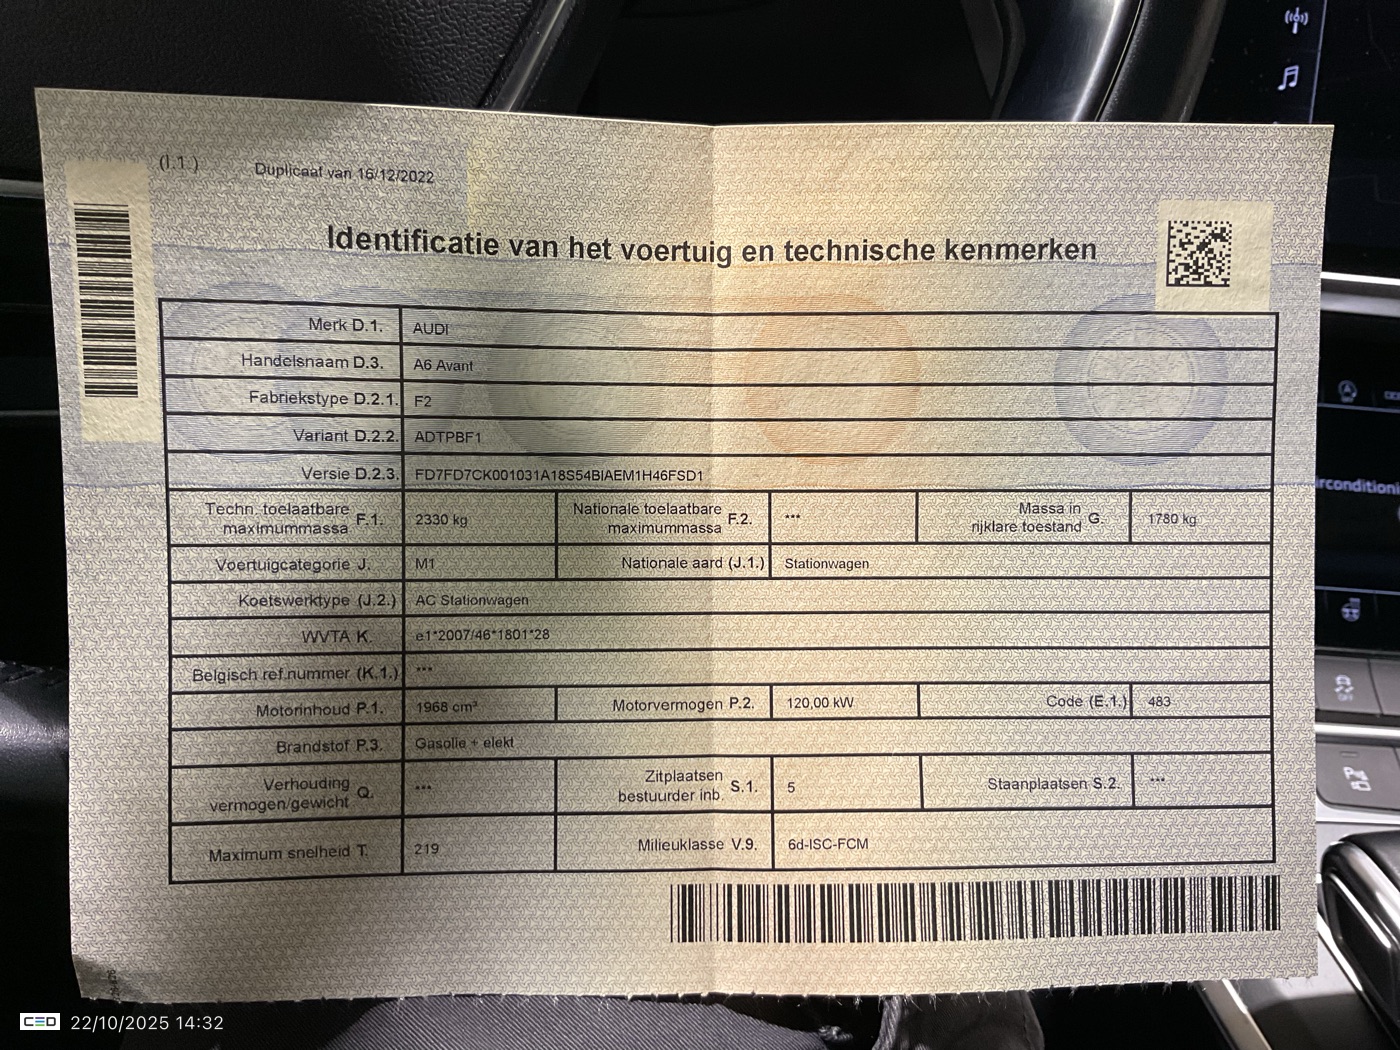 (I.1.)
Duplicaat van 16/12/2022
Identificatie van het voertuig en technische kenmerken
Merk D.1. AUDI
Handelsnaam D.3. A6 Avant
Fabriekstype D.2.1. F2
Variant D.2.2. ADTPBF1
Versie D.2.3. FD7FD7CK001031A18S54BIAEM1H46FSD1
Techn. toelaatbare maximummassa F.1. 2330 kg Nationale toelaatbare maximummassa F.2. *** Massa in rijklare toestand G. 1780 kg
Voertuigcategorie J. M1 Nationale aard (J.1.) Stationwagen
Koetswerktype (J.2.) AC Stationwagen
WVTA K. e1*2007/46*1801*28
Belgisch ref.nummer (K.1.) ***
Motorinhoud P.1. 1968 cm³ Motorvermogen P.2. 120,00 kW Code (E.1.) 483
Brandstof P.3. Gasolie + elekt
Verhouding vermogen/gewicht Q. *** Zitplaatsen bestuurder inb. S.1. 5 Staanplaatsen S.2. ***
Maximum snelheid T. 219 Milieuklasse V.9. 6d-ISC-FCM
CED 22/10/2025 14:32